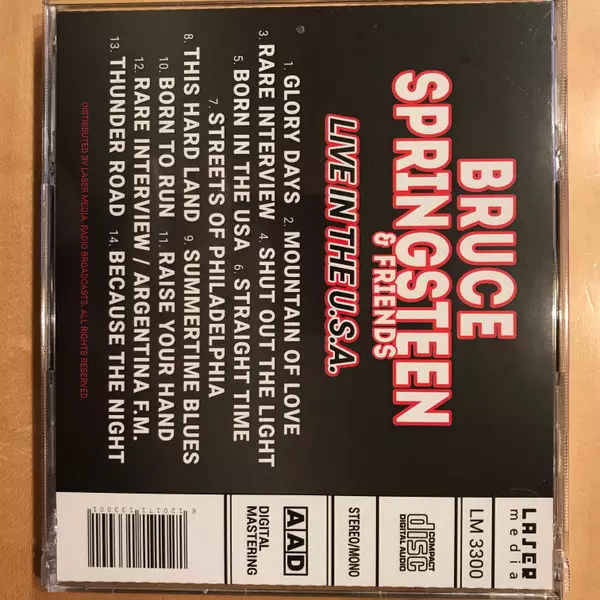 BRUCE
SPRINGSTEEN
& FRIENDS
LIVE IN THE U.S.A.
1. GLORY DAYS 2. MOUNTAIN OF LOVE
3. RARE INTERVIEW 4. SHUT OUT THE LIGHT
5. BORN IN THE USA 6. STRAIGHT TIME
7. STREETS OF PHILADELPHIA
8. THIS HARD LAND 9. SUMMERTIME BLUES
10. BORN TO RUN 11. RAISE YOUR HAND
12. RARE INTERVIEW / ARGENTINA F.M.
13. THUNDER ROAD 14. BECAUSE THE NIGHT
DISTRIBUTED BY LASER MEDIA. RADIO BROADCASTS. ALL RIGHTS RESERVED.
LASER
media
LM 3300
COMPACT
disc
DIGITAL AUDIO
STEREO/MONO
AAD
DIGITAL
MASTERING
6120171133001